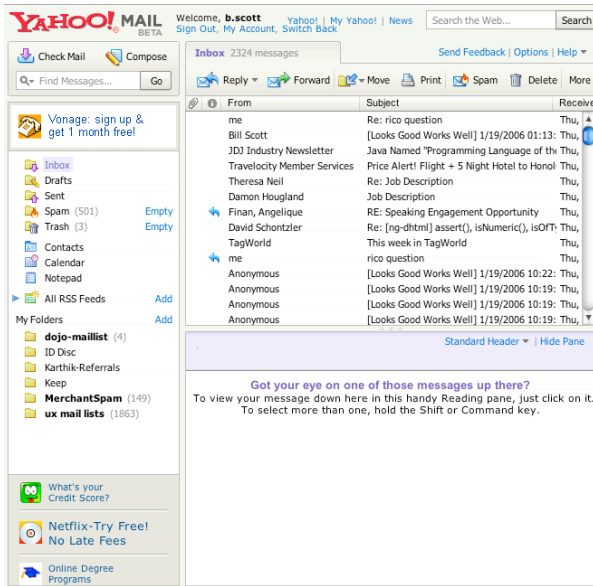 YAHOO! MAIL
BETA
Welcome, b.scott Yahoo! | My Yahoo! | News
Sign Out, My Account, Switch Back
Search the Web...
Search
Check Mail
Compose
Find Messages...
Go
Inbox 2324 messages
Send Feedback | Options | Help
Reply
Forward
Move
Print
Spam
Delete
More
From Subject Receive
me Re: rico question Thu,
Bill Scott [Looks Good Works Well] 1/19/2006 01:13: Thu,
JDJ Industry Newsletter Java Named "Programming Language of the Thu,
Travelocity Member Services Price Alert! Flight + 5 Night Hotel to Honol Thu,
Theresa Neil Re: Job Description Thu,
Damon Hougland Job Description Thu,
Finan, Angelique RE: Speaking Engagement Opportunity Thu,
David Schontzler Re: [ng-dhtml] assert(), isNumeric(), isOfTy Thu,
TagWorld This week in TagWorld Thu,
me rico question Thu,
Anonymous [Looks Good Works Well] 1/19/2006 10:22: Thu,
Anonymous [Looks Good Works Well] 1/19/2006 10:19: Thu,
Anonymous [Looks Good Works Well] 1/19/2006 10:19: Thu,
Anonymous [Looks Good Works Well] 1/19/2006 10:19: Thu,
Vonage: sign up &
get 1 month free!
Inbox
Drafts
Sent
Spam (501) Empty
Trash (3) Empty
Contacts
Calendar
Notepad
All RSS Feeds Add
My Folders Add
dojo-maillist (4)
ID Disc
Karthik-Referrals
Keep
MerchantSpam (149)
ux mail lists (1863)
What's your
Credit Score?
Netflix-Try Free!
No Late Fees
Online Degree
Programs
Standard Header | Hide Pane
Got your eye on one of those messages up there?
To view your message down here in this handy Reading pane, just click on it.
To select more than one, hold the Shift or Command key.